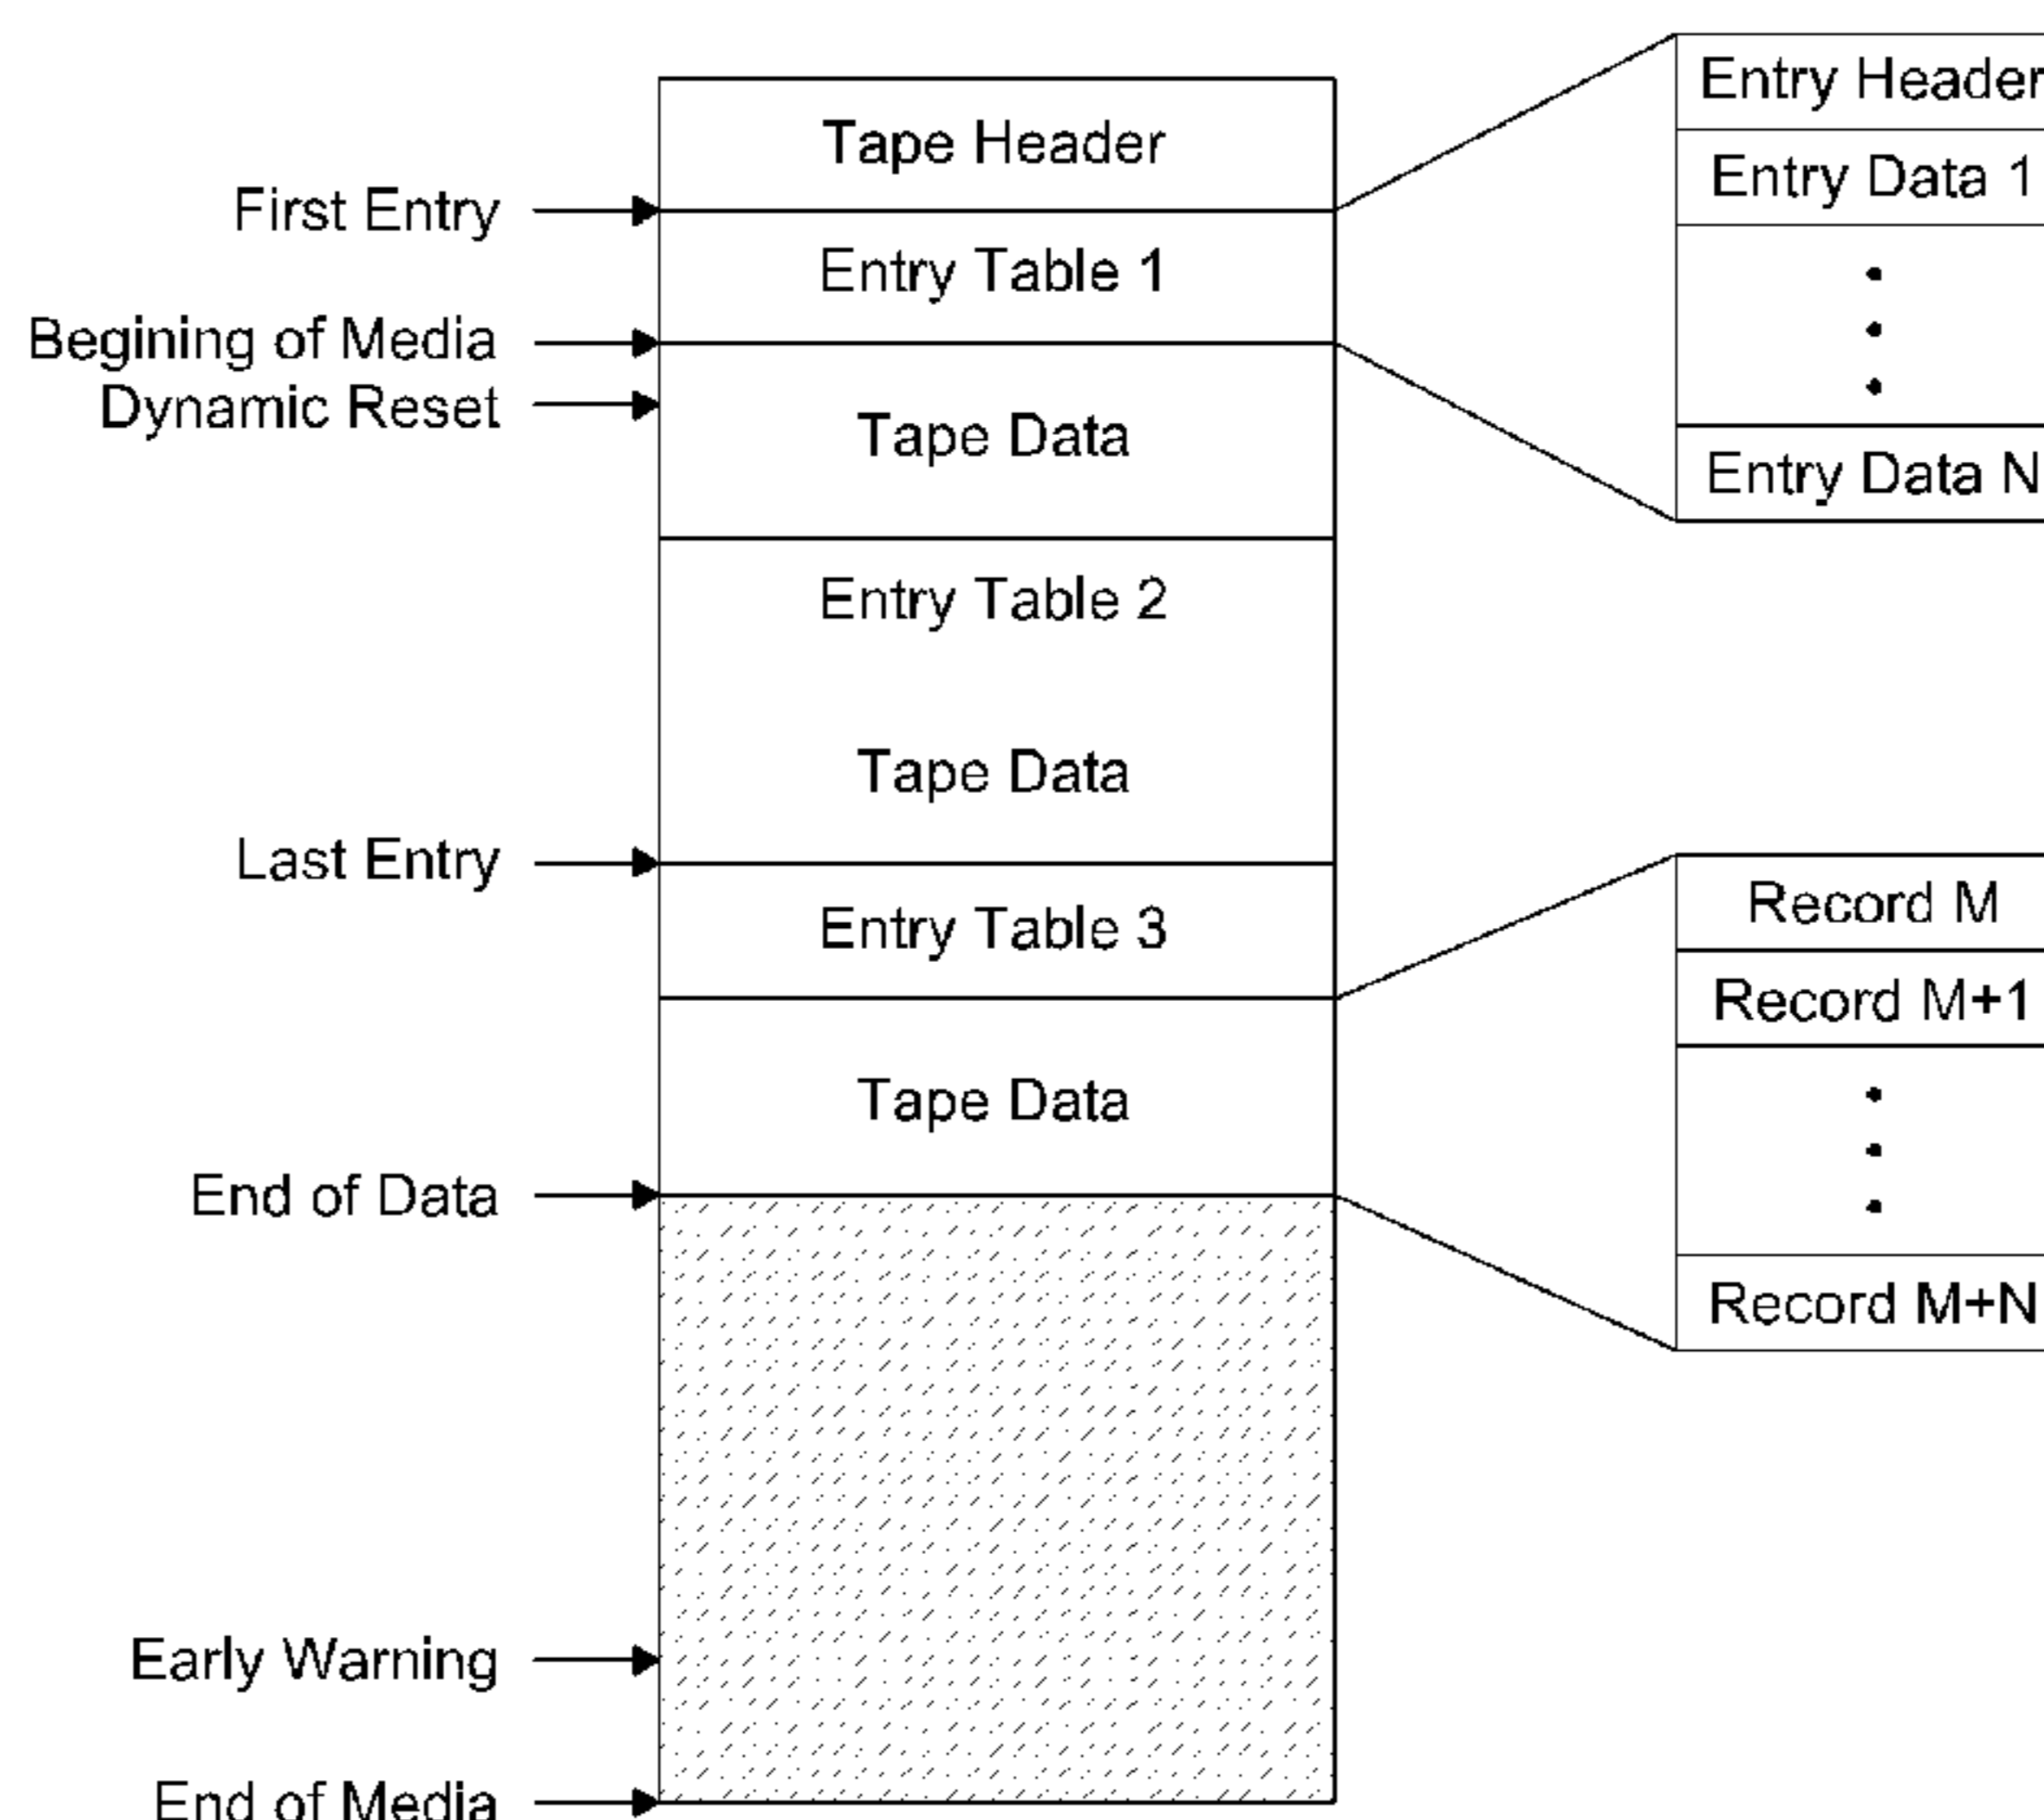 Tape Header
First Entry
Entry Table 1
Begining of Media
Dynamic Reset
Tape Data
Entry Table 2
Tape Data
Last Entry
Entry Table 3
Tape Data
End of Data
Early Warning
End of Media
Entry Header
Entry Data 1
Entry Data N
Record M
Record M+1
Record M+N